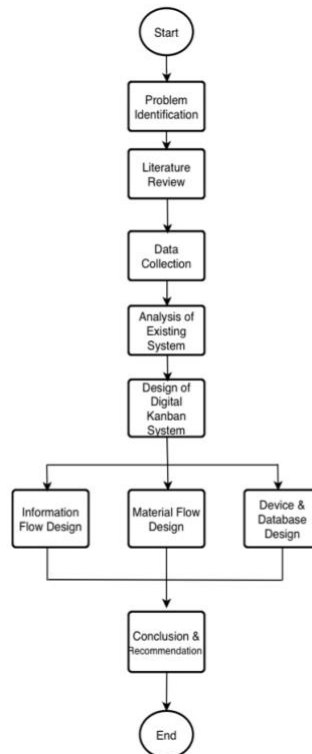 Start
Problem
Identification
Literature
Review
Data
Collection
Analysis of
Existing
System
Design of
Digital
Kanban
System
Information
Flow Design
Material Flow
Design
Device &
Database
Design
Conclusion &
Recommendation
End